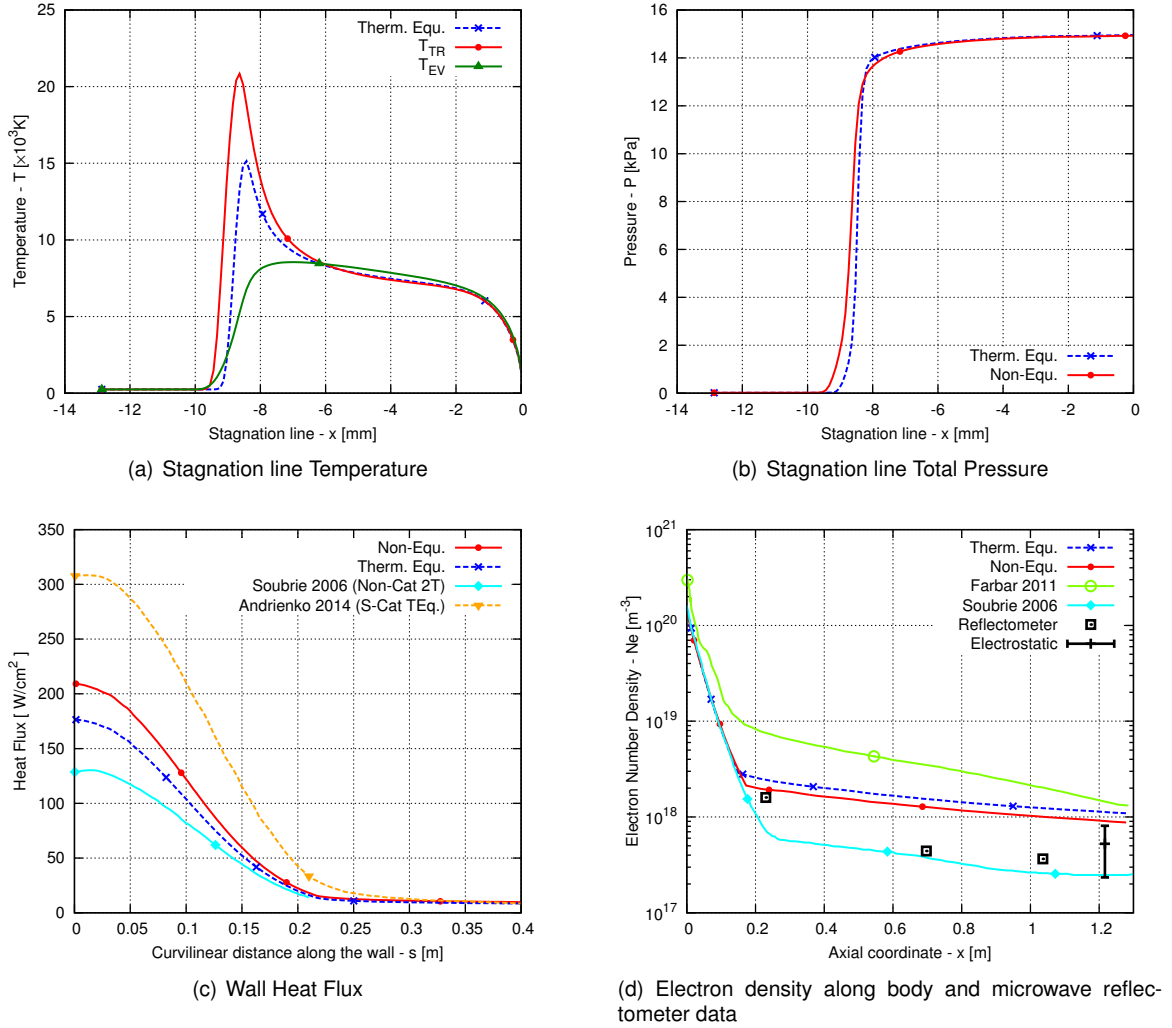 Temperature - T [×10³K]
25
20
15
10
5
0
-14 -12 -10 -8 -6 -4 -2 0
Stagnation line - x [mm]
Therm. Equ.
T_TR
T_EV
(a) Stagnation line Temperature
Pressure - P [kPa]
16
14
12
10
8
6
4
2
0
-14 -12 -10 -8 -6 -4 -2 0
Stagnation line - x [mm]
Therm. Equ.
Non-Equ.
(b) Stagnation line Total Pressure
Heat Flux [ W/cm²]
350
300
250
200
150
100
50
0
0 0.05 0.1 0.15 0.2 0.25 0.3 0.35 0.4
Curvilinear distance along the wall - s [m]
Non-Equ.
Therm. Equ.
Soubrie 2006 (Non-Cat 2T)
Andrienko 2014 (S-Cat TEq.)
(c) Wall Heat Flux
Electron Number Density - Ne [m⁻³]
10²¹
10²⁰
10¹⁹
10¹⁸
10¹⁷
0 0.2 0.4 0.6 0.8 1 1.2
Axial coordinate - x [m]
Therm. Equ.
Non-Equ.
Farbar 2011
Soubrie 2006
Reflectometer
Electrostatic
(d) Electron density along body and microwave reflec-
tometer data